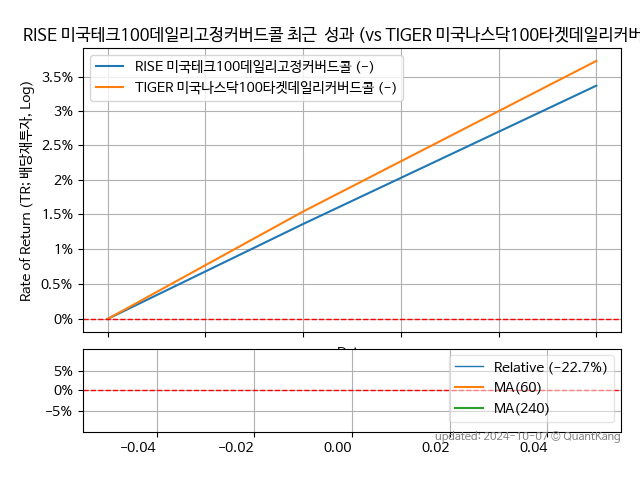 RISE 미국테크100데일리고정커버드콜 최근 성과 (vs TIGER 미국나스닥100타겟데일리커버
RISE 미국테크100데일리고정커버드콜 (-)
TIGER 미국나스닥100타겟데일리커버드콜 (-)
Rate of Return (TR: 배당재투자, Log)
3.5%
3%
2.5%
2%
1.5%
1%
0.5%
0%
5%
0%
-5%
Relative (-22.7%)
MA(60)
MA(240)
updated: 2024-10-07 © QuantKang
-0.04 -0.02 0.00 0.02 0.04